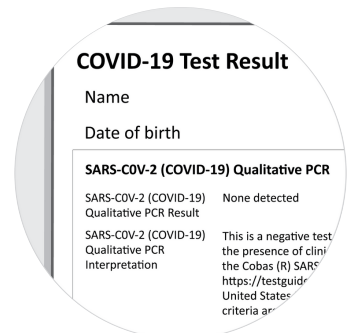 COVID-19 Test Result
Name
Date of birth
SARS-C0V-2 (COVID-19) Qualitative PCR
SARS-C0V-2 (COVID-19) None detected
Qualitative PCR Result
SARS-C0V-2 (COVID-19) This is a negative test
Qualitative PCR the presence of clini
Interpretation the Cobas (R) SARS
https://testguide
United States
criteria are